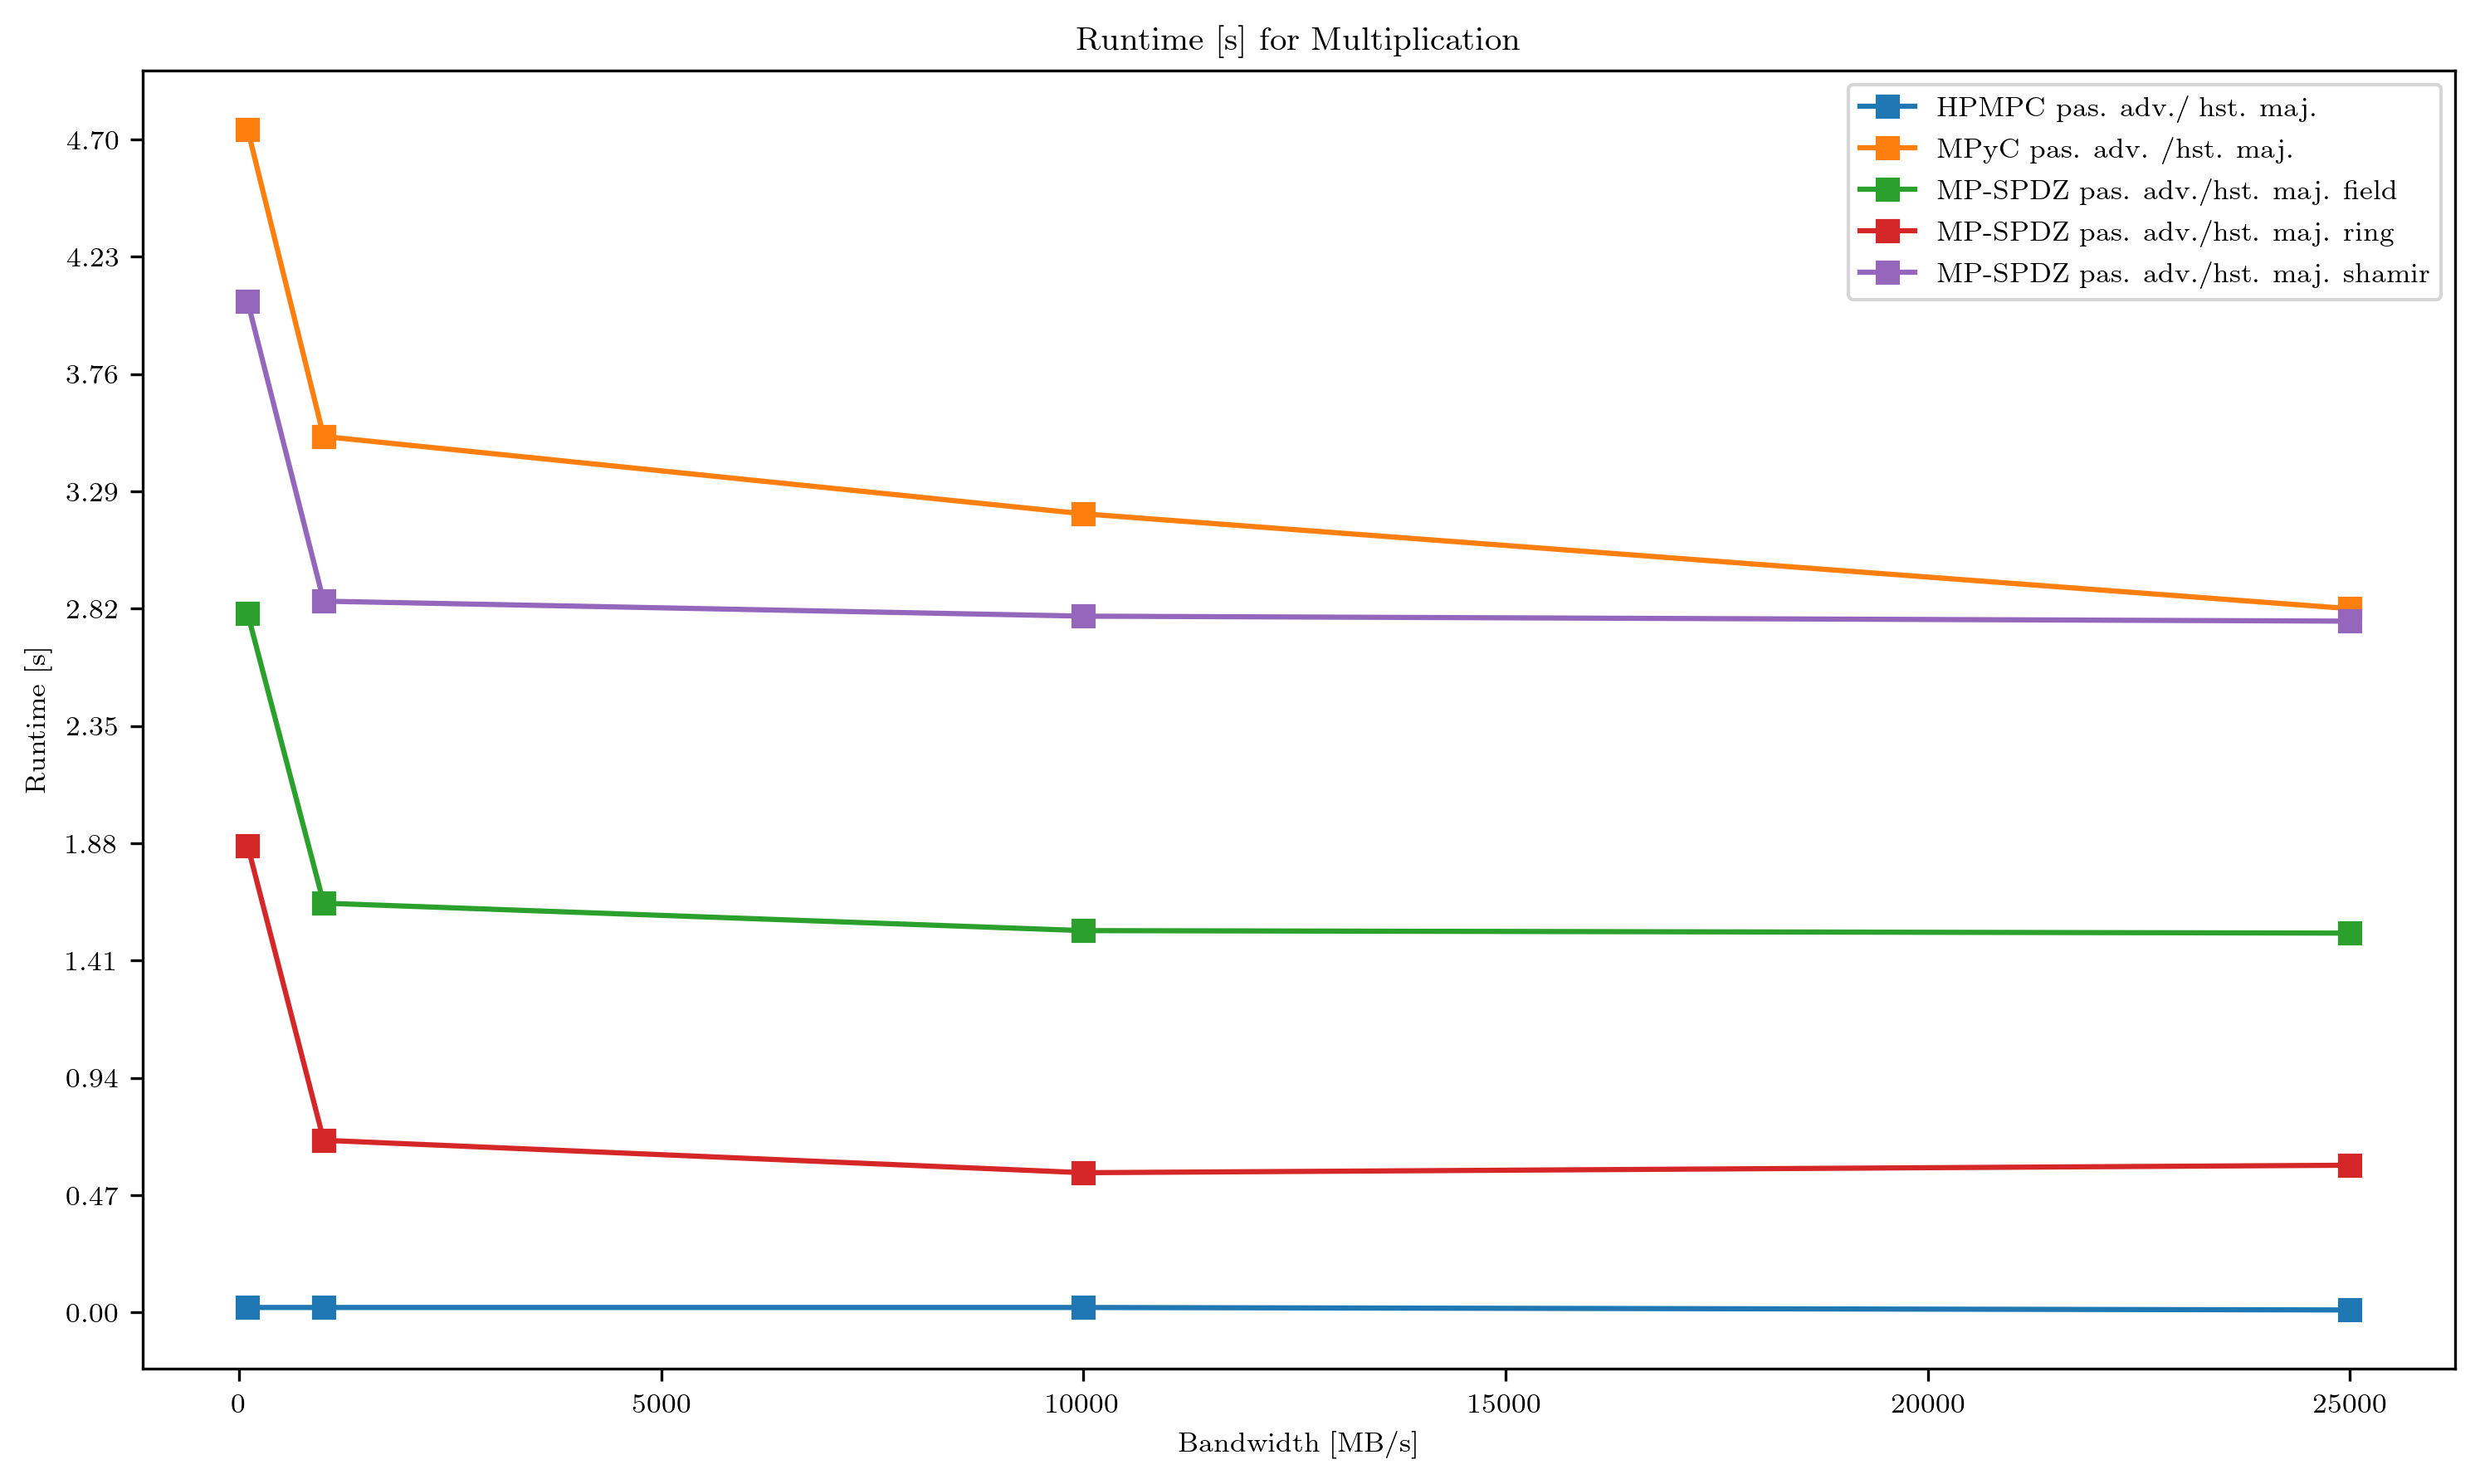 Runtime [s] for Multiplication
HPMPC pas. adv./ hst. maj.
MPyC pas. adv. /hst. maj.
MP-SPDZ pas. adv./hst. maj. field
MP-SPDZ pas. adv./hst. maj. ring
MP-SPDZ pas. adv./hst. maj. shamir
Runtime [s]
4.70
4.23
3.76
3.29
2.82
2.35
1.88
1.41
0.94
0.47
0.00
0 5000 10000 15000 20000 25000
Bandwidth [MB/s]